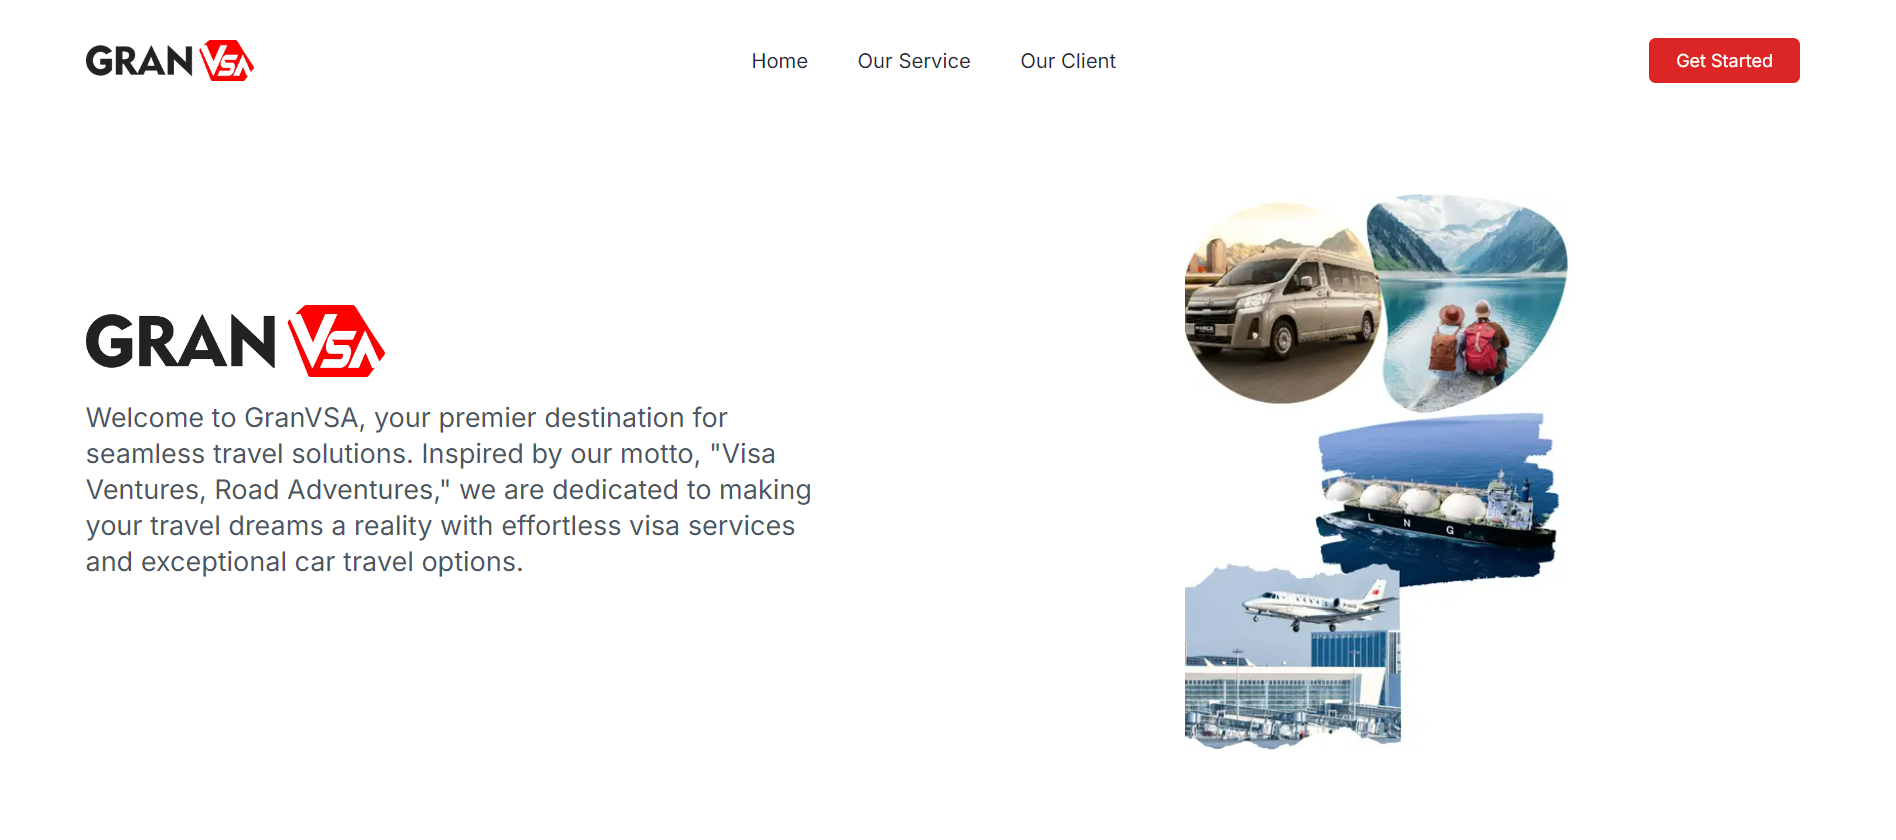 GRAN VSA
Home
Our Service
Our Client
Get Started
GRAN VSA
Welcome to GranVSA, your premier destination for
seamless travel solutions. Inspired by our motto, "Visa
Ventures, Road Adventures," we are dedicated to making
your travel dreams a reality with effortless visa services
and exceptional car travel options.
L N G